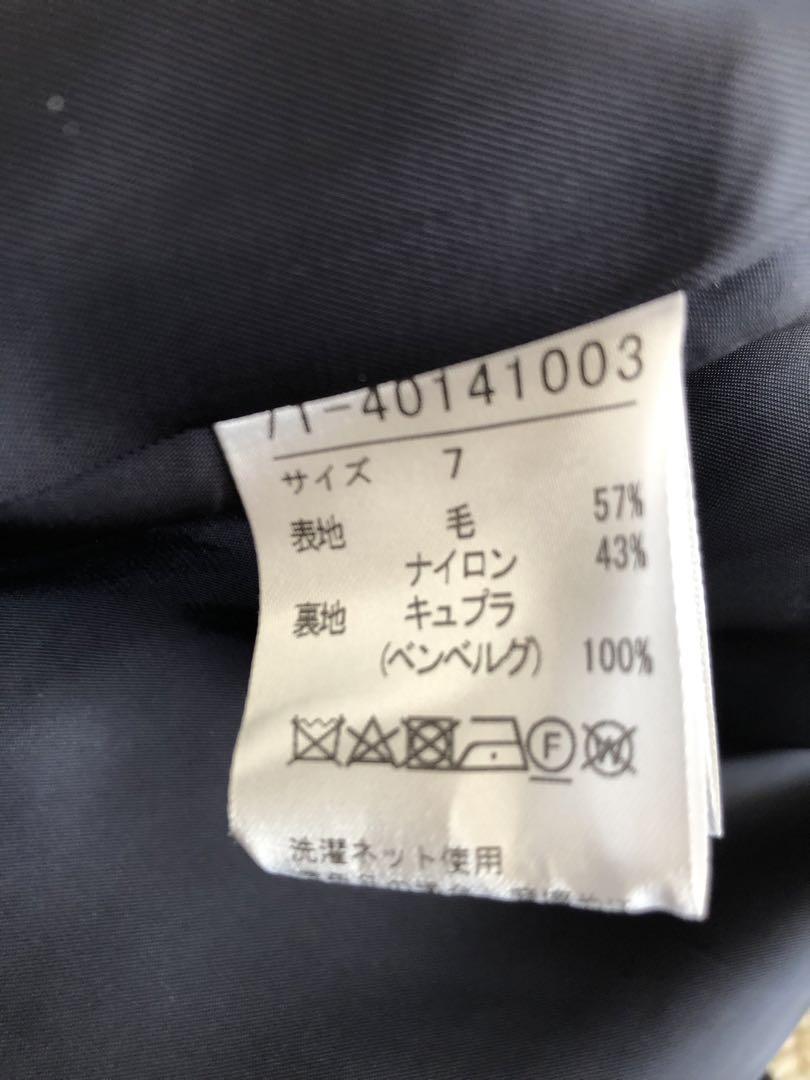 71-40141003
サイズ 7
表地 毛 57%
ナイロン 43%
裏地 キュプラ
(ベンベルグ) 100%
F W
洗濯ネット使用